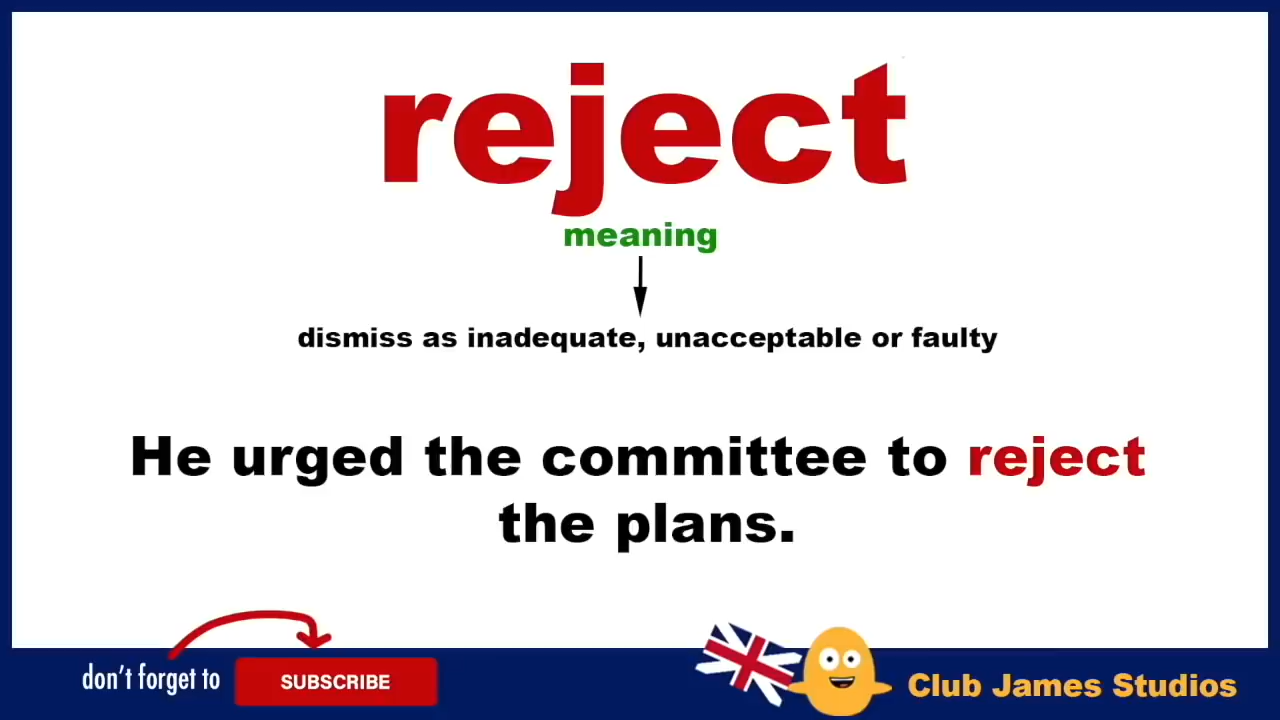 reject
meaning
dismiss as inadequate, unacceptable or faulty
He urged the committee to reject
the plans.
don't forget to SUBSCRIBE
Club James Studios